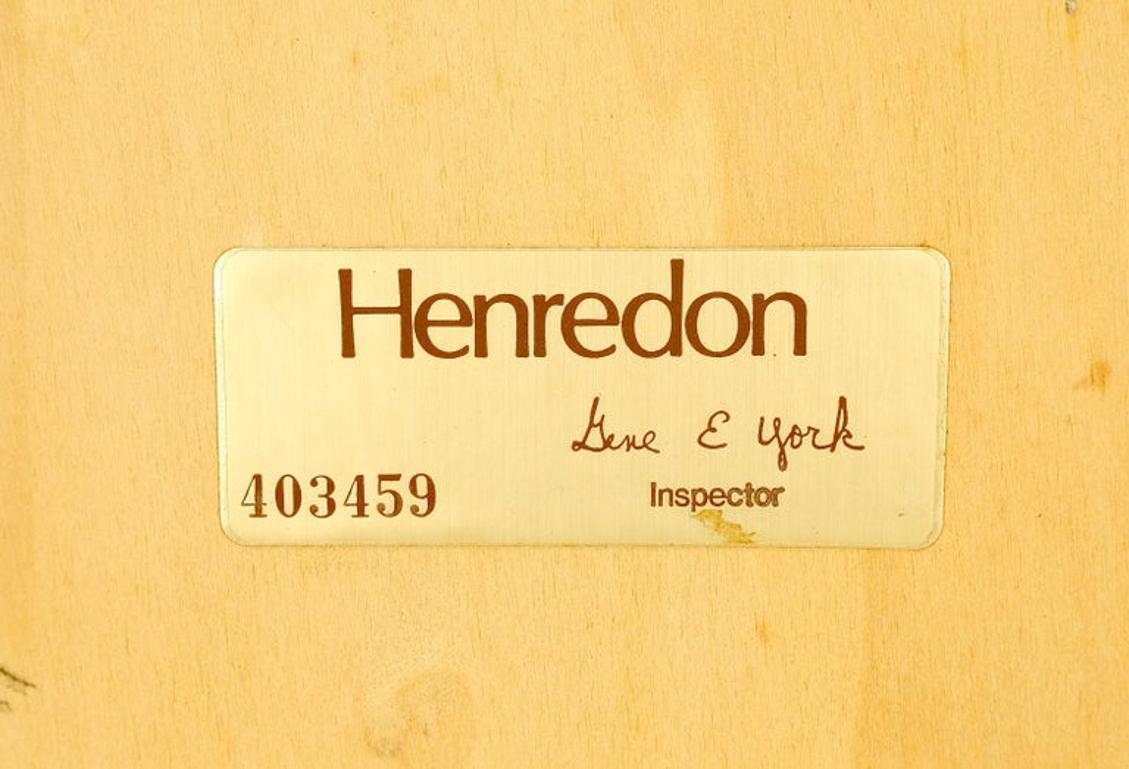 Henredon
Gene E York
403459
Inspector